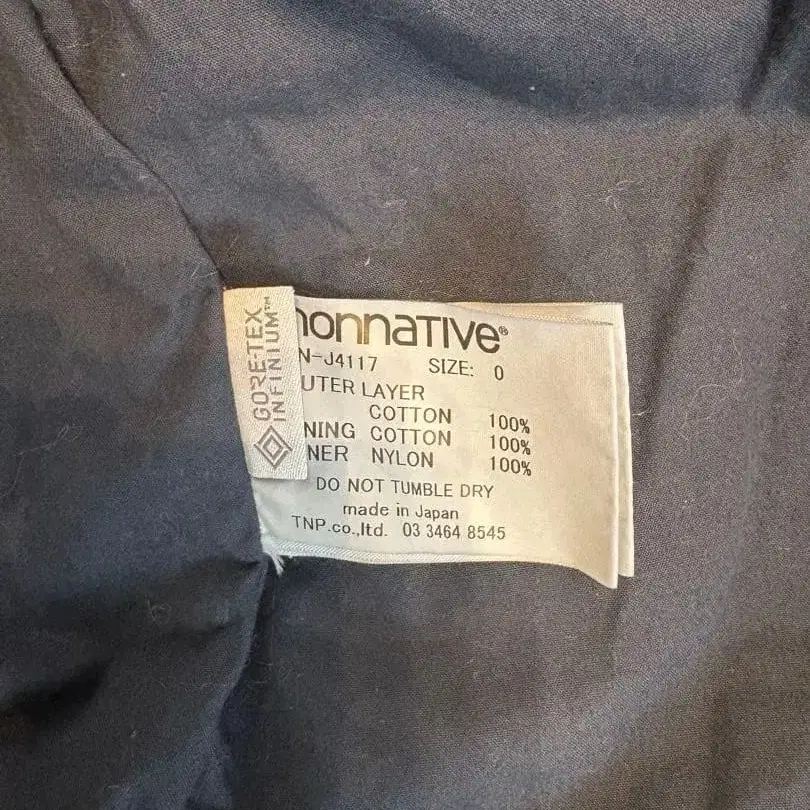 GORE-TEX
INFINIUM™
nonnative®
N-J4117 SIZE: 0
UTER LAYER
COTTON 100%
NING COTTON 100%
NER NYLON 100%
DO NOT TUMBLE DRY
made in Japan
TNP.co.,ltd. 03 3464 8545